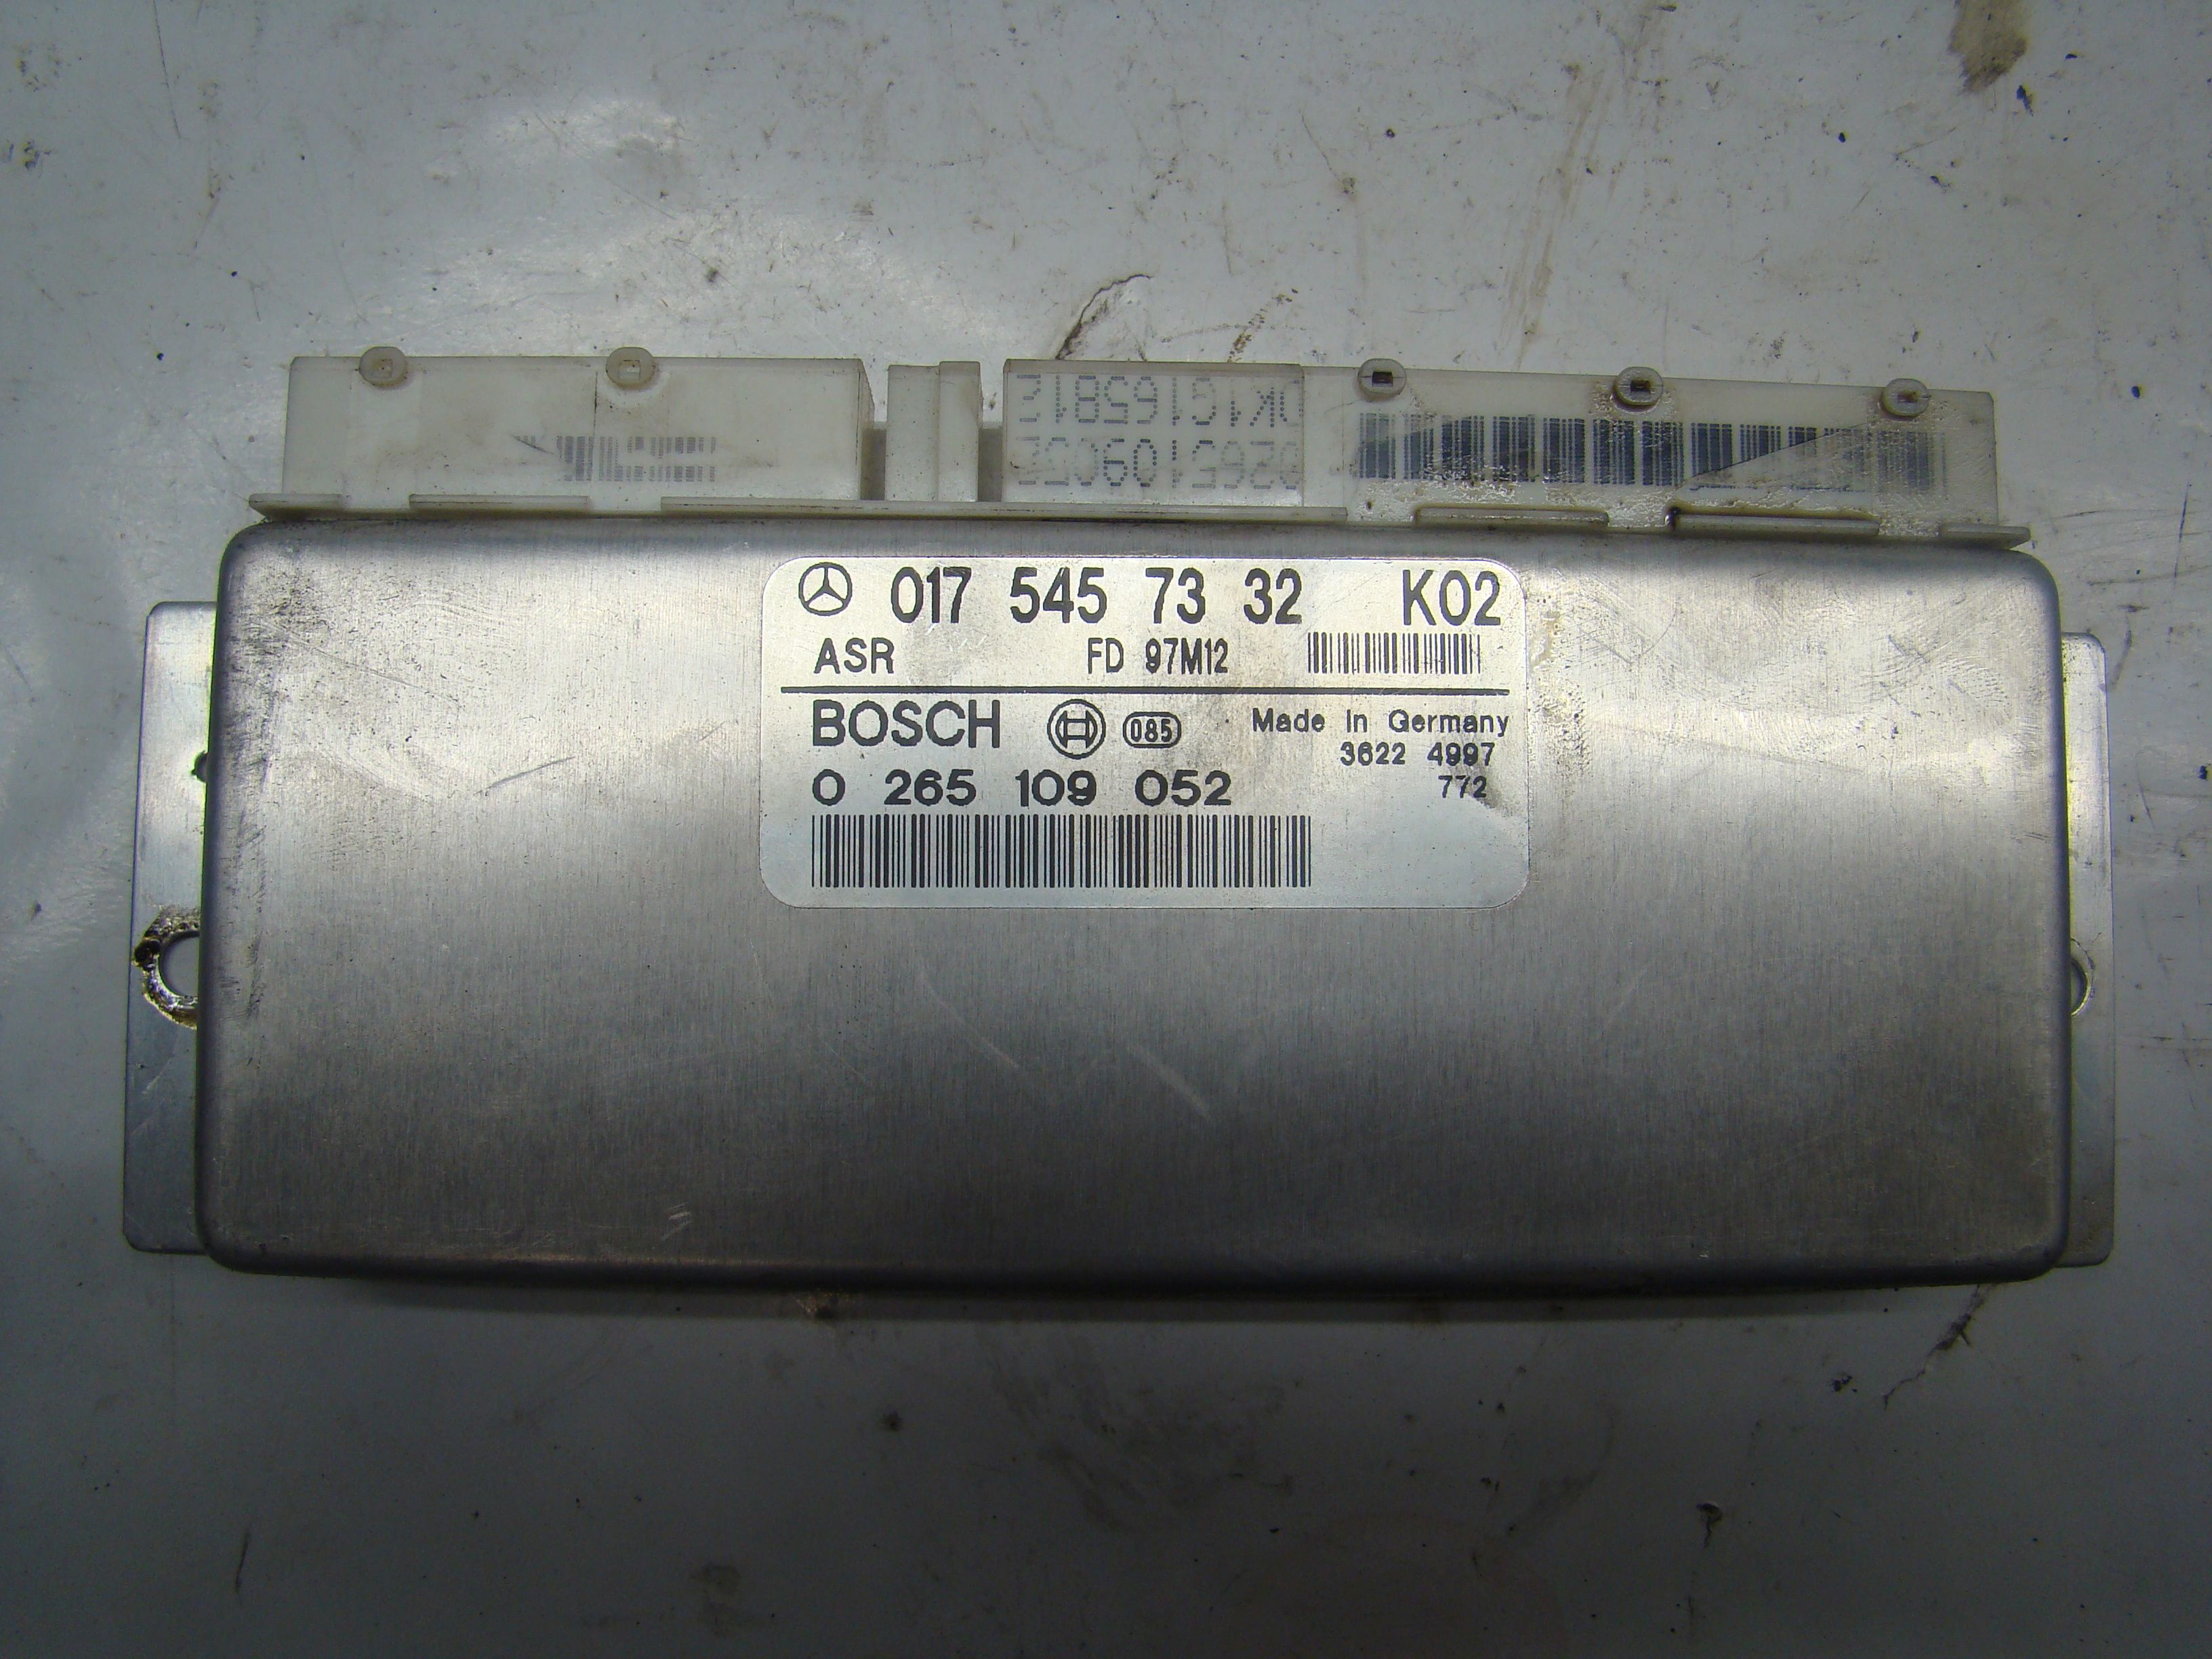 017 545 73 32 K02
ASR FD 97M12
BOSCH 085 Made In Germany
3622 4997
0 265 109 052 772